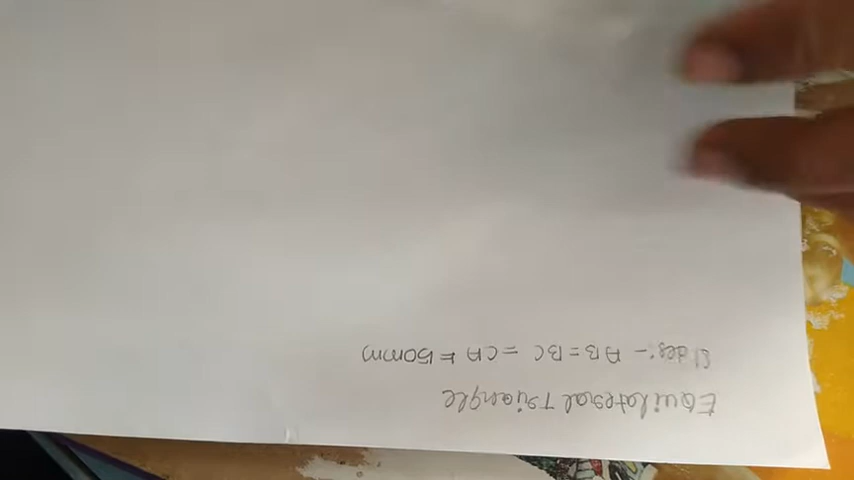 Equilateral Triangle
Sides:- AB = BC = CA = 50mm